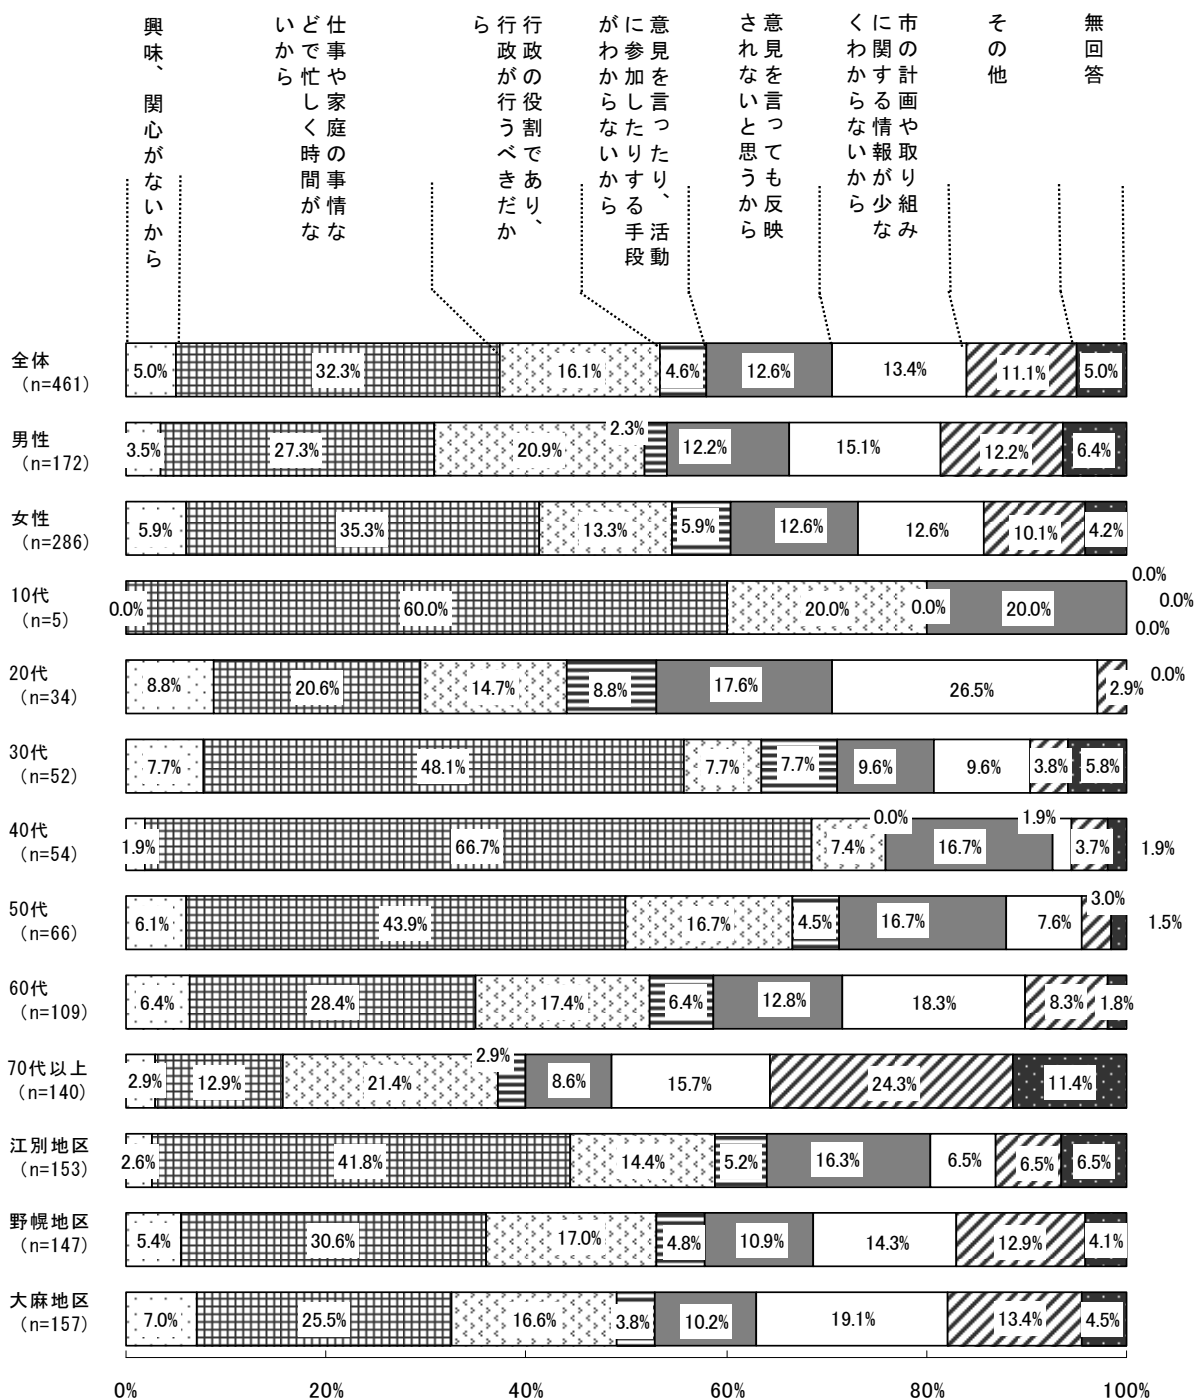 興味、関心がないから
仕事や家庭の事情な
どで忙しく時間がな
いから
行政の役割であり、
行政が行うべきだか
ら
意見を言ったり、活動
に参加したりする手段
がわからないから
意見を言っても反映
されないと思うから
市の計画や取り組み
に関する情報が少な
くわからないから
その他
無回答
全体
（n=461）
5.0%
32.3%
16.1%
4.6%
12.6%
13.4%
11.1%
5.0%
男性
（n=172）
3.5%
27.3%
20.9%
2.3%
12.2%
15.1%
12.2%
6.4%
女性
（n=286）
5.9%
35.3%
13.3%
5.9%
12.6%
12.6%
10.1%
4.2%
10代
（n=5）
0.0%
60.0%
20.0%
0.0%
20.0%
0.0%
0.0%
0.0%
20代
（n=34）
8.8%
20.6%
14.7%
8.8%
17.6%
26.5%
2.9%
0.0%
30代
（n=52）
7.7%
48.1%
7.7%
7.7%
9.6%
9.6%
3.8%
5.8%
40代
（n=54）
1.9%
66.7%
7.4%
0.0%
16.7%
1.9%
3.7%
1.9%
50代
（n=66）
6.1%
43.9%
16.7%
4.5%
16.7%
7.6%
3.0%
1.5%
60代
（n=109）
6.4%
28.4%
17.4%
6.4%
12.8%
18.3%
8.3%
1.8%
70代以上
（n=140）
2.9%
12.9%
21.4%
2.9%
8.6%
15.7%
24.3%
11.4%
江別地区
（n=153）
2.6%
41.8%
14.4%
5.2%
16.3%
6.5%
6.5%
6.5%
野幌地区
（n=147）
5.4%
30.6%
17.0%
4.8%
10.9%
14.3%
12.9%
4.1%
大麻地区
（n=157）
7.0%
25.5%
16.6%
3.8%
10.2%
19.1%
13.4%
4.5%
0%
20%
40%
60%
80%
100%